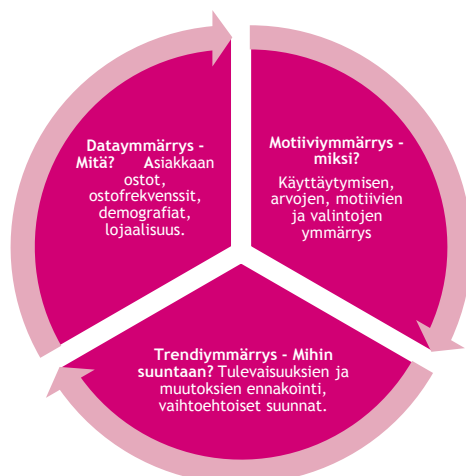 Dataymmärrys -
Mitä? Asiakkaan
ostot,
ostofrekvenssit,
demografiat,
lojaalisuus.
Motiiviymmärrys -
miksi?
Käyttäytymisen,
arvojen, motiivien
ja valintojen
ymmärrys
Trendiymmärrys - Mihin
suuntaan? Tulevaisuuksien ja
muutoksien ennakointi,
vaihtoehtoiset suunnat.